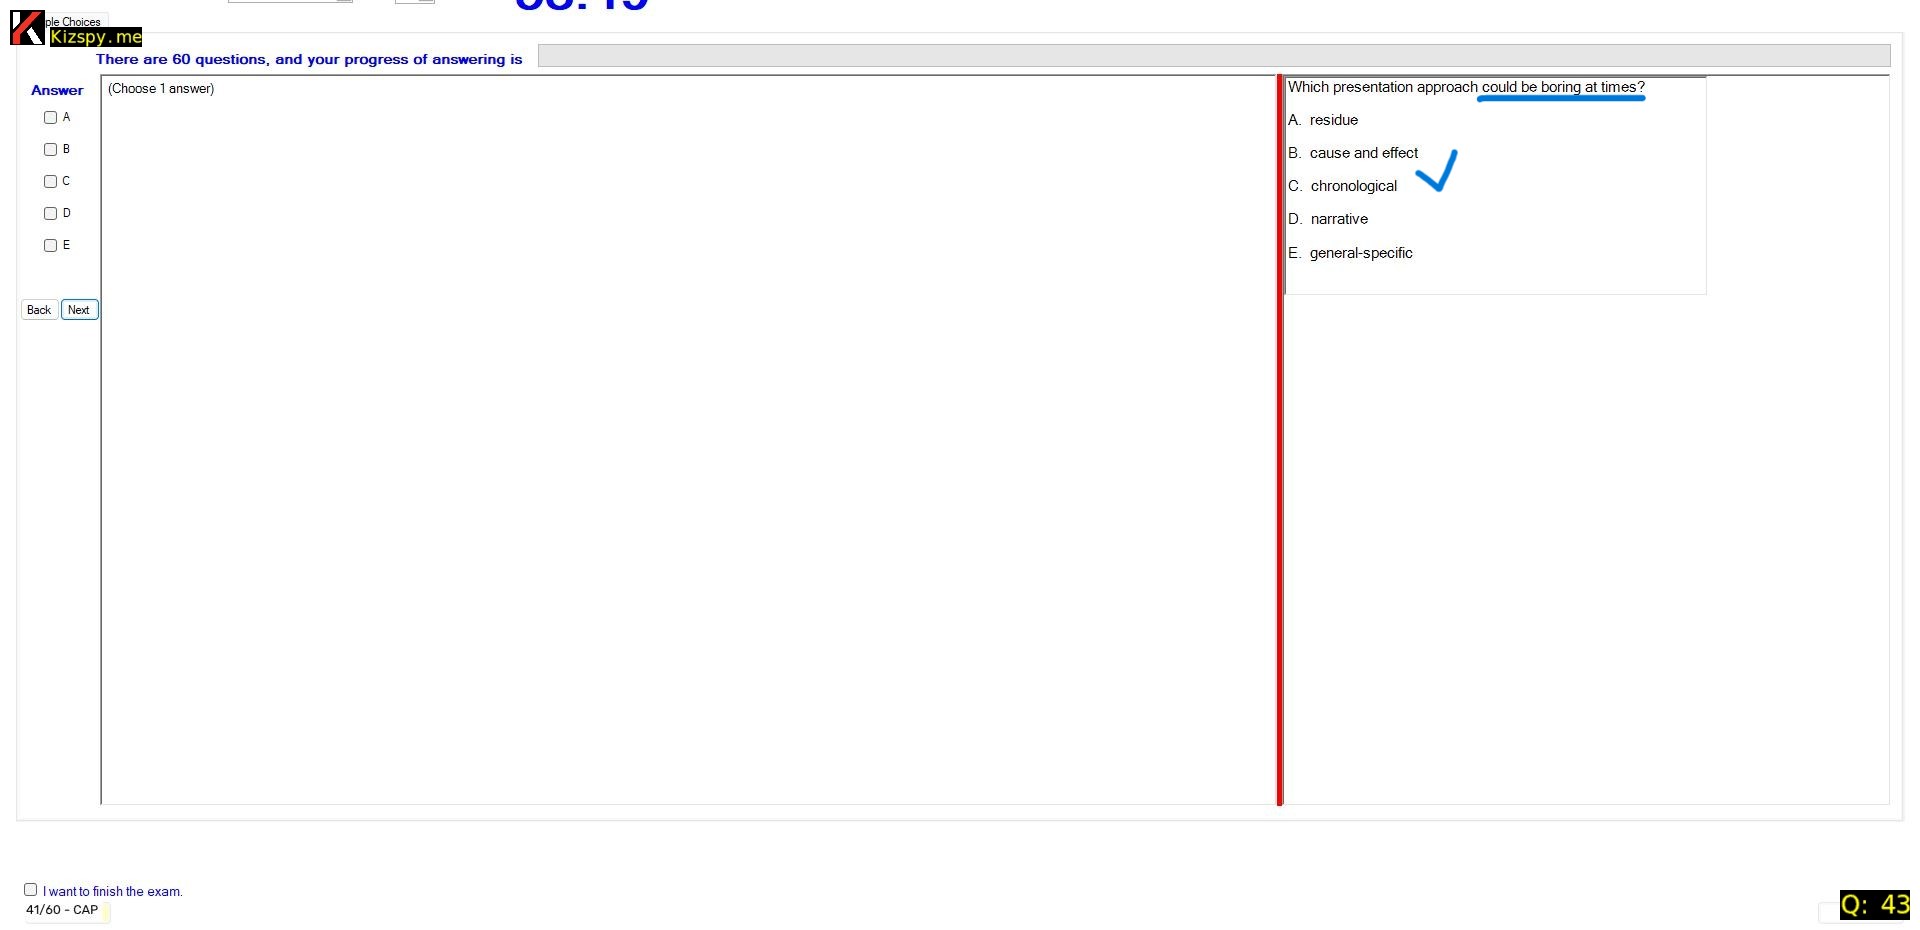 ple Choices
Kizspy.me
There are 60 questions, and your progress of answering is
Answer
(Choose 1 answer)
A
B
C
D
E
Back Next
Which presentation approach could be boring at times?
A. residue
B. cause and effect
C. chronological
D. narrative
E. general-specific
I want to finish the exam.
41/60 - CAP
Q: 43